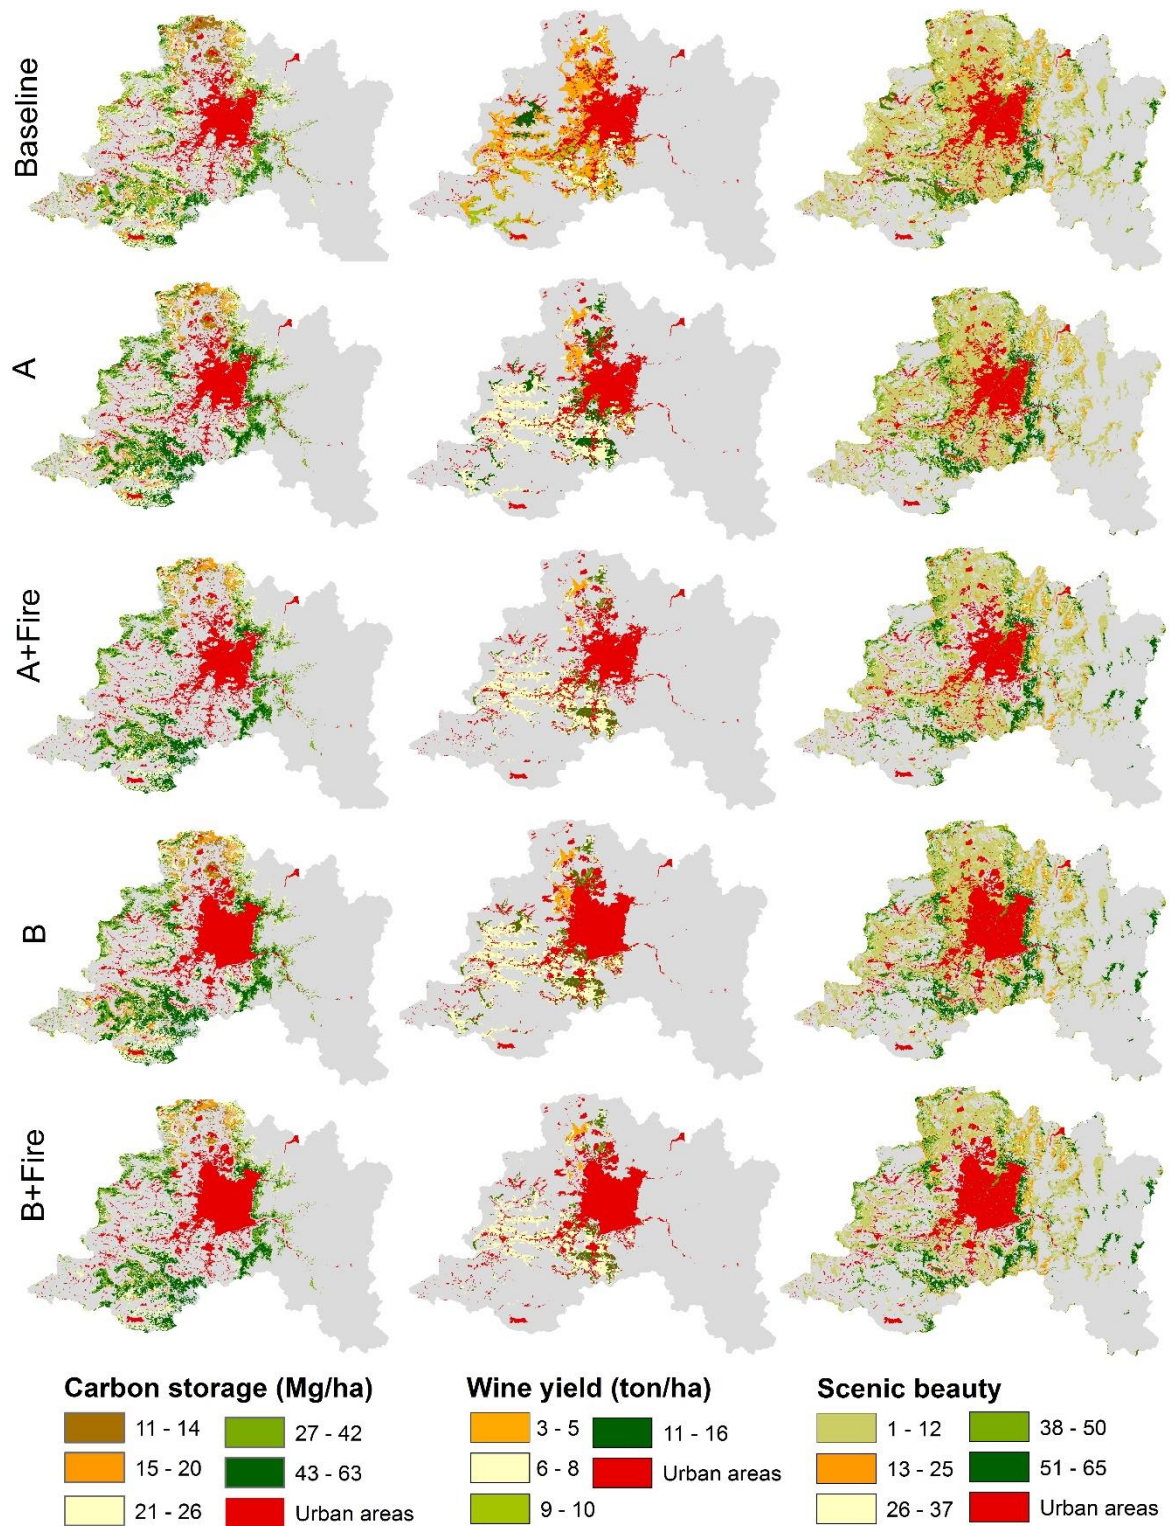 Baseline
A
A+Fire
B
B+Fire
Carbon storage (Mg/ha)
11 - 14
27 - 42
15 - 20
43 - 63
21 - 26
Urban areas
Wine yield (ton/ha)
3 - 5
11 - 16
6 - 8
Urban areas
9 - 10
Scenic beauty
1 - 12
38 - 50
13 - 25
51 - 65
26 - 37
Urban areas